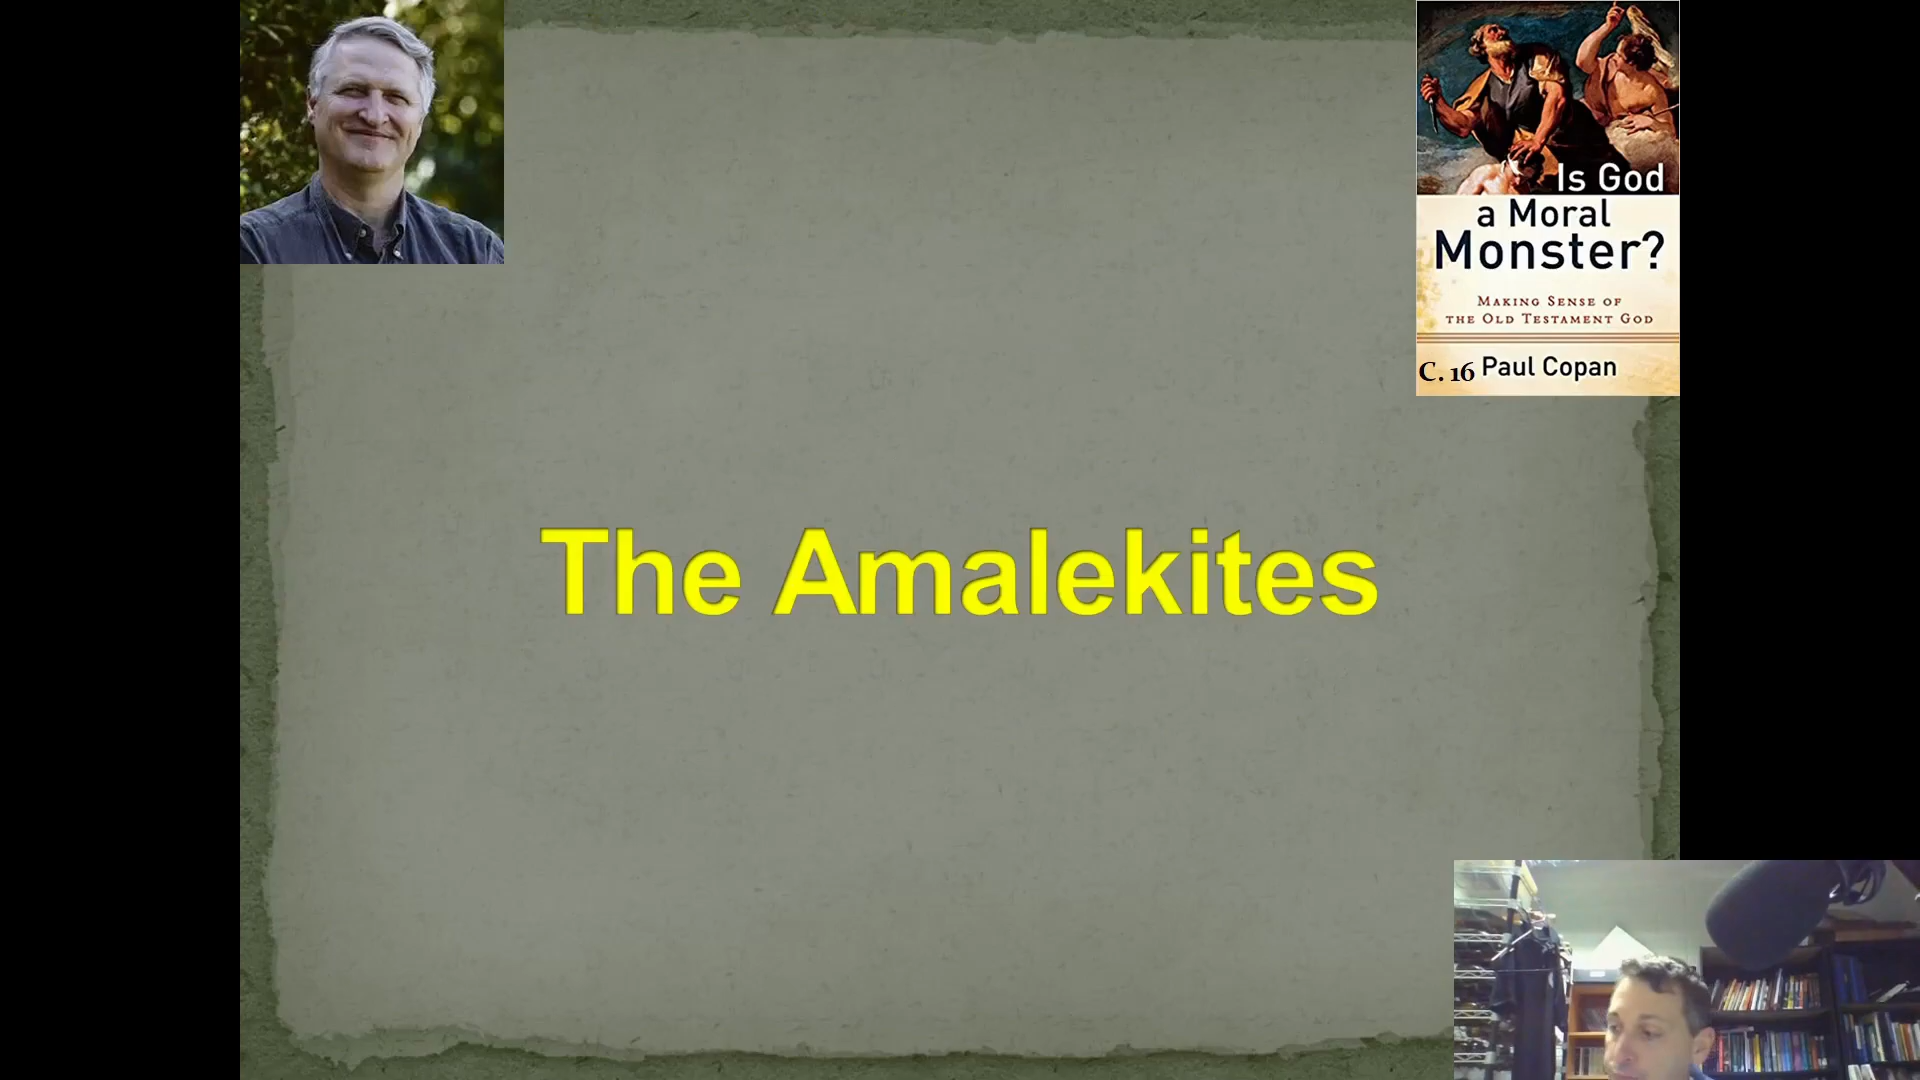 Is God
a Moral
Monster?
MAKING SENSE OF
THE OLD TESTAMENT GOD
C. 16 Paul Copan
The Amalekites